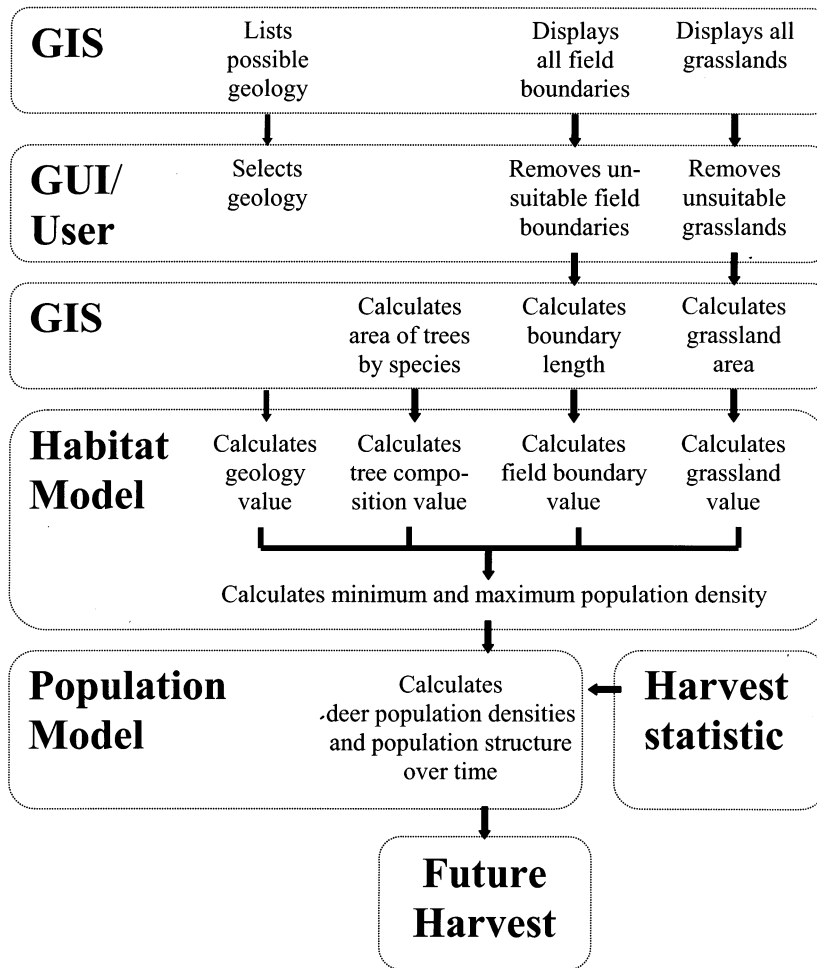 GIS
Lists
possible
geology
Displays
all field
boundaries
Displays all
grasslands
GUI/
User
Selects
geology
Removes un-
suitable field
boundaries
Removes
unsuitable
grasslands
GIS
Calculates
area of trees
by species
Calculates
boundary
length
Calculates
grassland
area
Habitat
Model
Calculates
geology
value
Calculates
tree compo-
sition value
Calculates
field boundary
value
Calculates
grassland
value
Calculates minimum and maximum population density
Population
Model
Calculates
deer population densities
and population structure
over time
Harvest
statistic
Future
Harvest